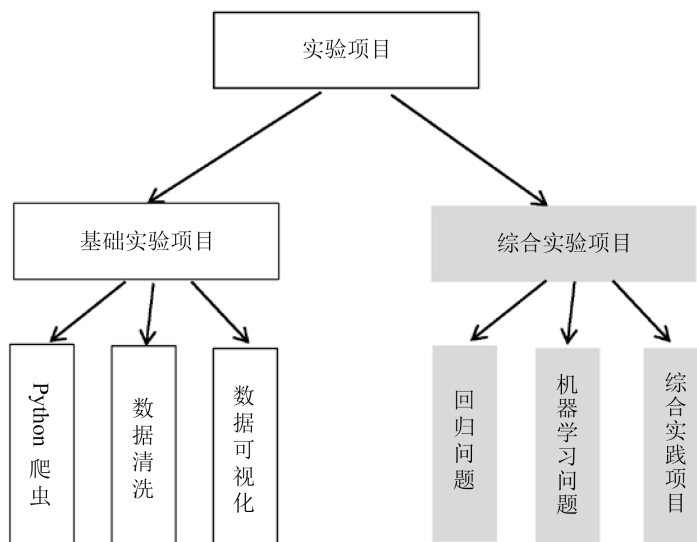 实验项目
基础实验项目
综合实验项目
Python 爬虫
数据清洗
数据可视化
回归问题
机器学习问题
综合实践项目